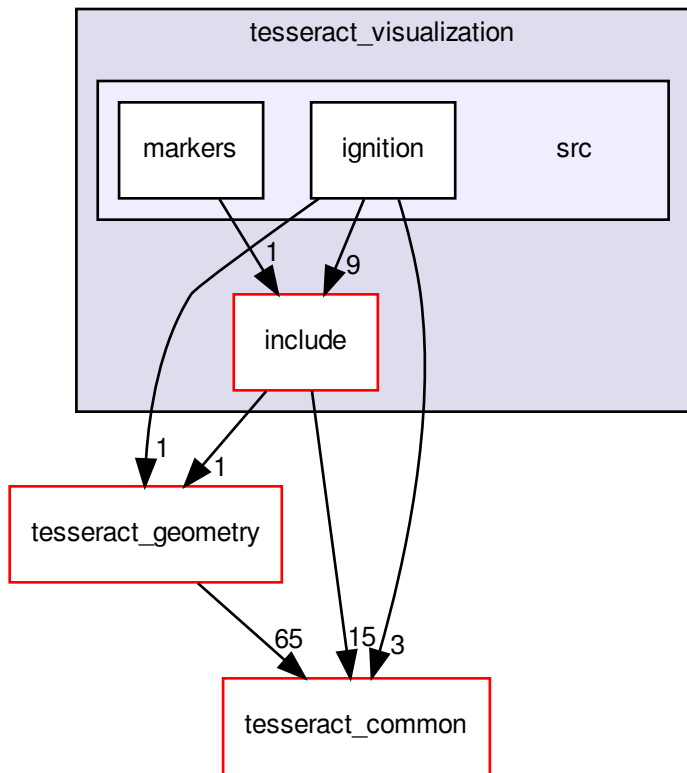 tesseract_visualization
markers
ignition
src
1
9
include
1
1
tesseract_geometry
65
15
3
tesseract_common